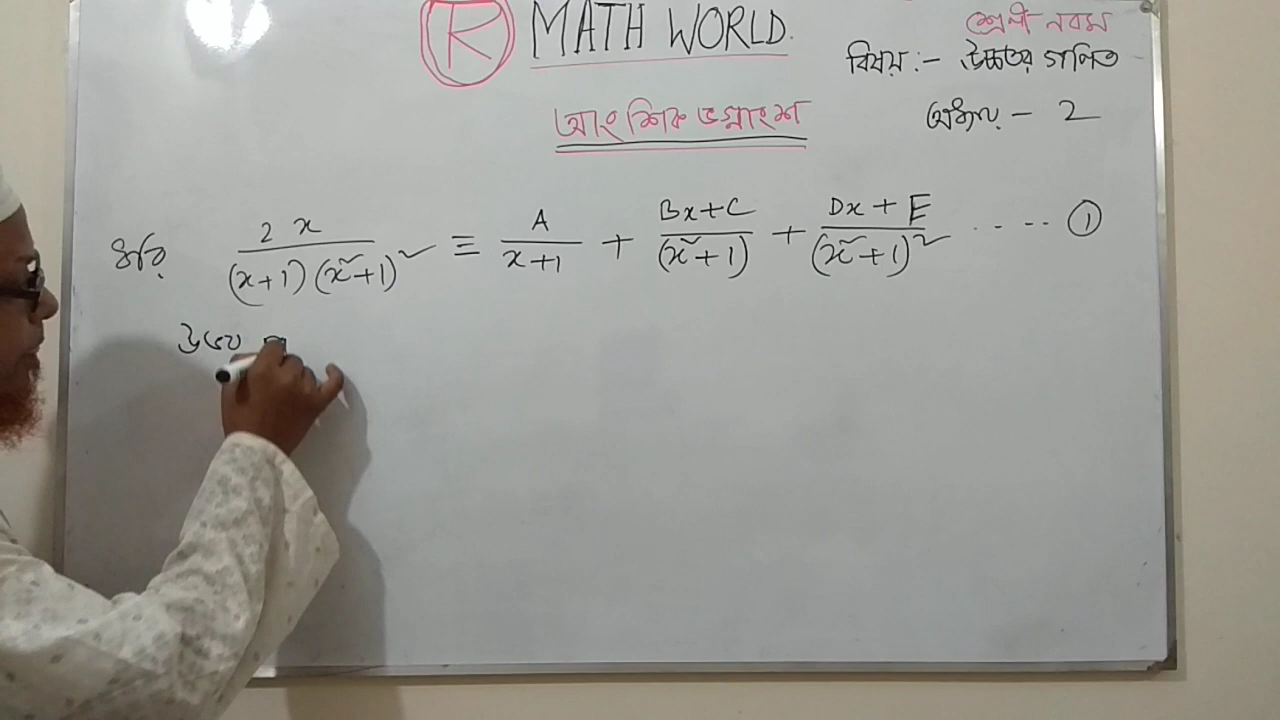 R MATH WORLD.
শ্রেণী নবম
বিষয় :- উচ্চতর গণিত
অধ্যায় - 2
আংশিক ভগ্নাংশ
ধরি, 2x/((x+1)(x²+1)²) ≡ A/(x+1) + (Bx+C)/(x²+1) + (Dx+E)/(x²+1)² ..... ①